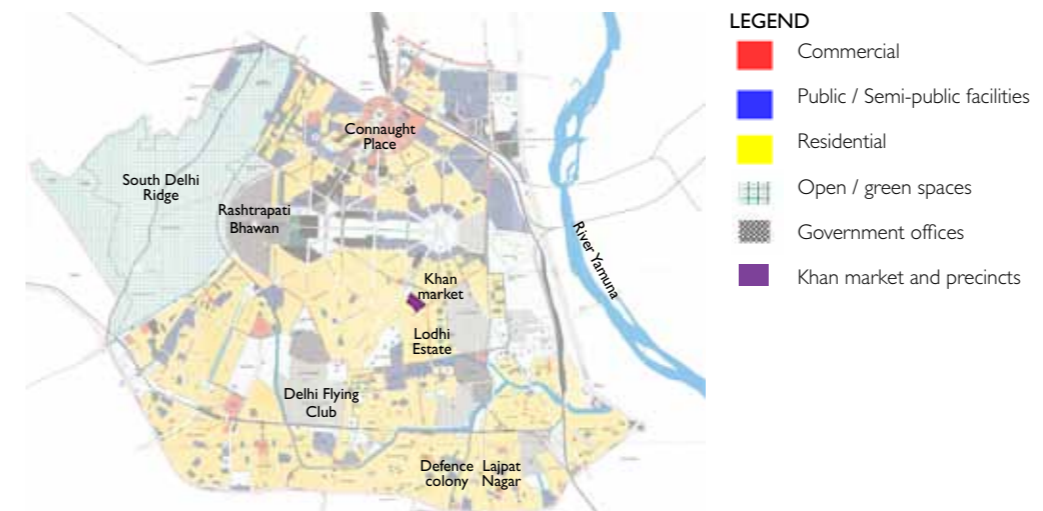 LEGEND
Commercial
Public / Semi-public facilities
Residential
Open / green spaces
Government offices
Khan market and precincts
Connaught
Place
South Delhi
Ridge
Rashtrapati
Bhawan
River Yamuna
Khan
market
Lodhi
Estate
Delhi Flying
Club
Defence
colony
Lajpat
Nagar